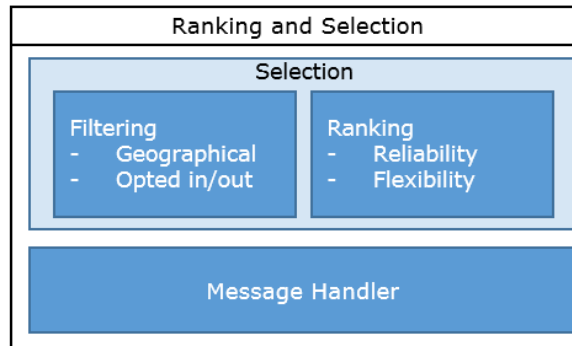 Ranking and Selection
Selection
Filtering
- Geographical
- Opted in/out
Ranking
- Reliability
- Flexibility
Message Handler